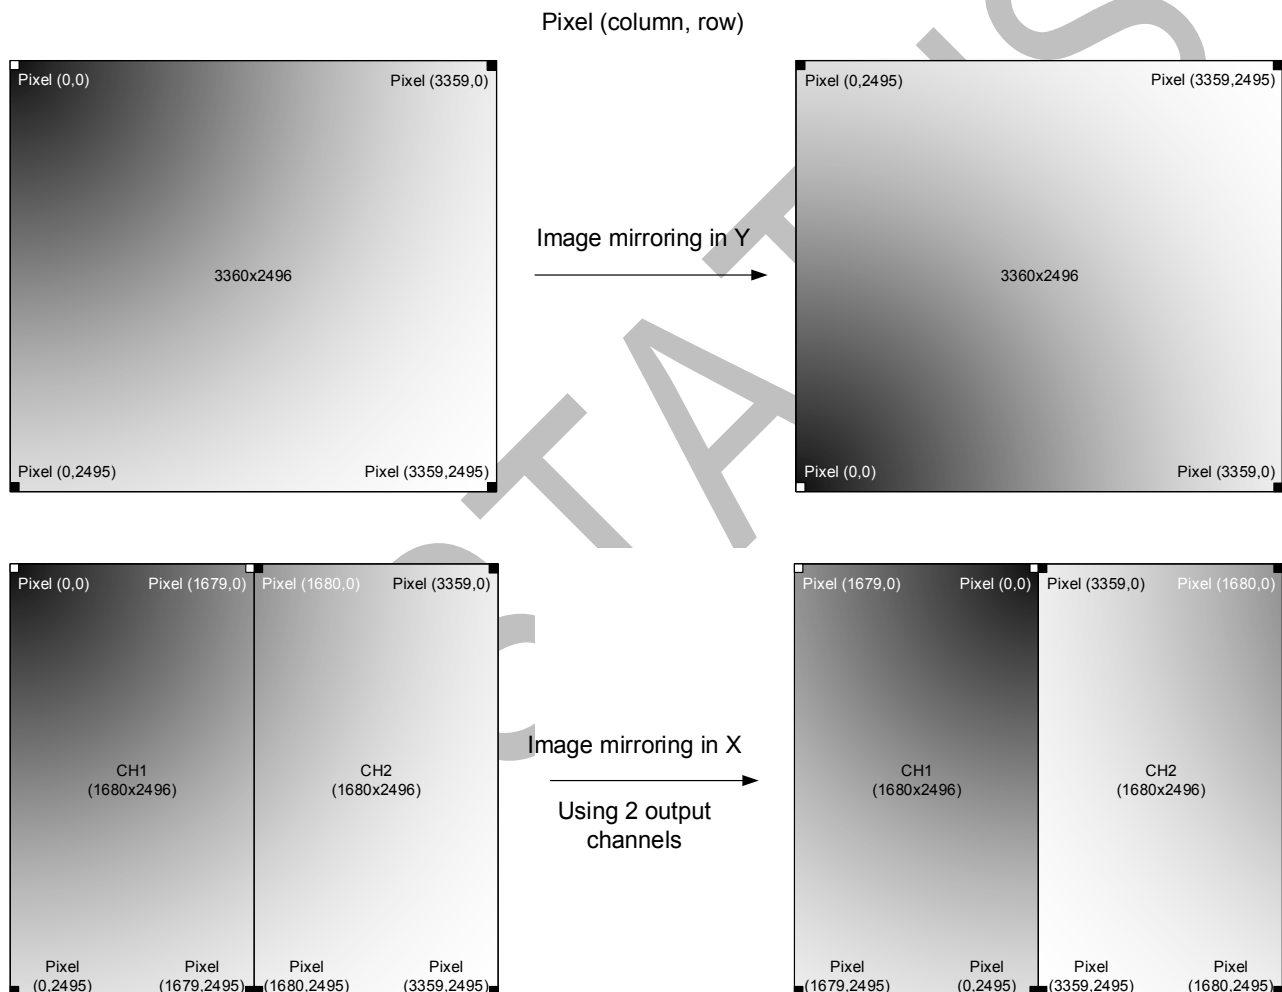 Pixel (column, row)
Pixel (0,0)
Pixel (3359,0)
3360x2496
Pixel (0,2495)
Pixel (3359,2495)
Image mirroring in Y
Pixel (0,2495)
Pixel (3359,2495)
3360x2496
Pixel (0,0)
Pixel (3359,0)
Pixel (0,0)
Pixel (1679,0)
Pixel (1680,0)
Pixel (3359,0)
CH1
(1680x2496)
CH2
(1680x2496)
Pixel
(0,2495)
Pixel
(1679,2495)
Pixel
(1680,2495)
Pixel
(3359,2495)
Image mirroring in X
Using 2 output
channels
Pixel (1679,0)
Pixel (0,0)
Pixel (3359,0)
Pixel (1680,0)
CH1
(1680x2496)
CH2
(1680x2496)
Pixel
(1679,2495)
Pixel
(0,2495)
Pixel
(3359,2495)
Pixel
(1680,2495)